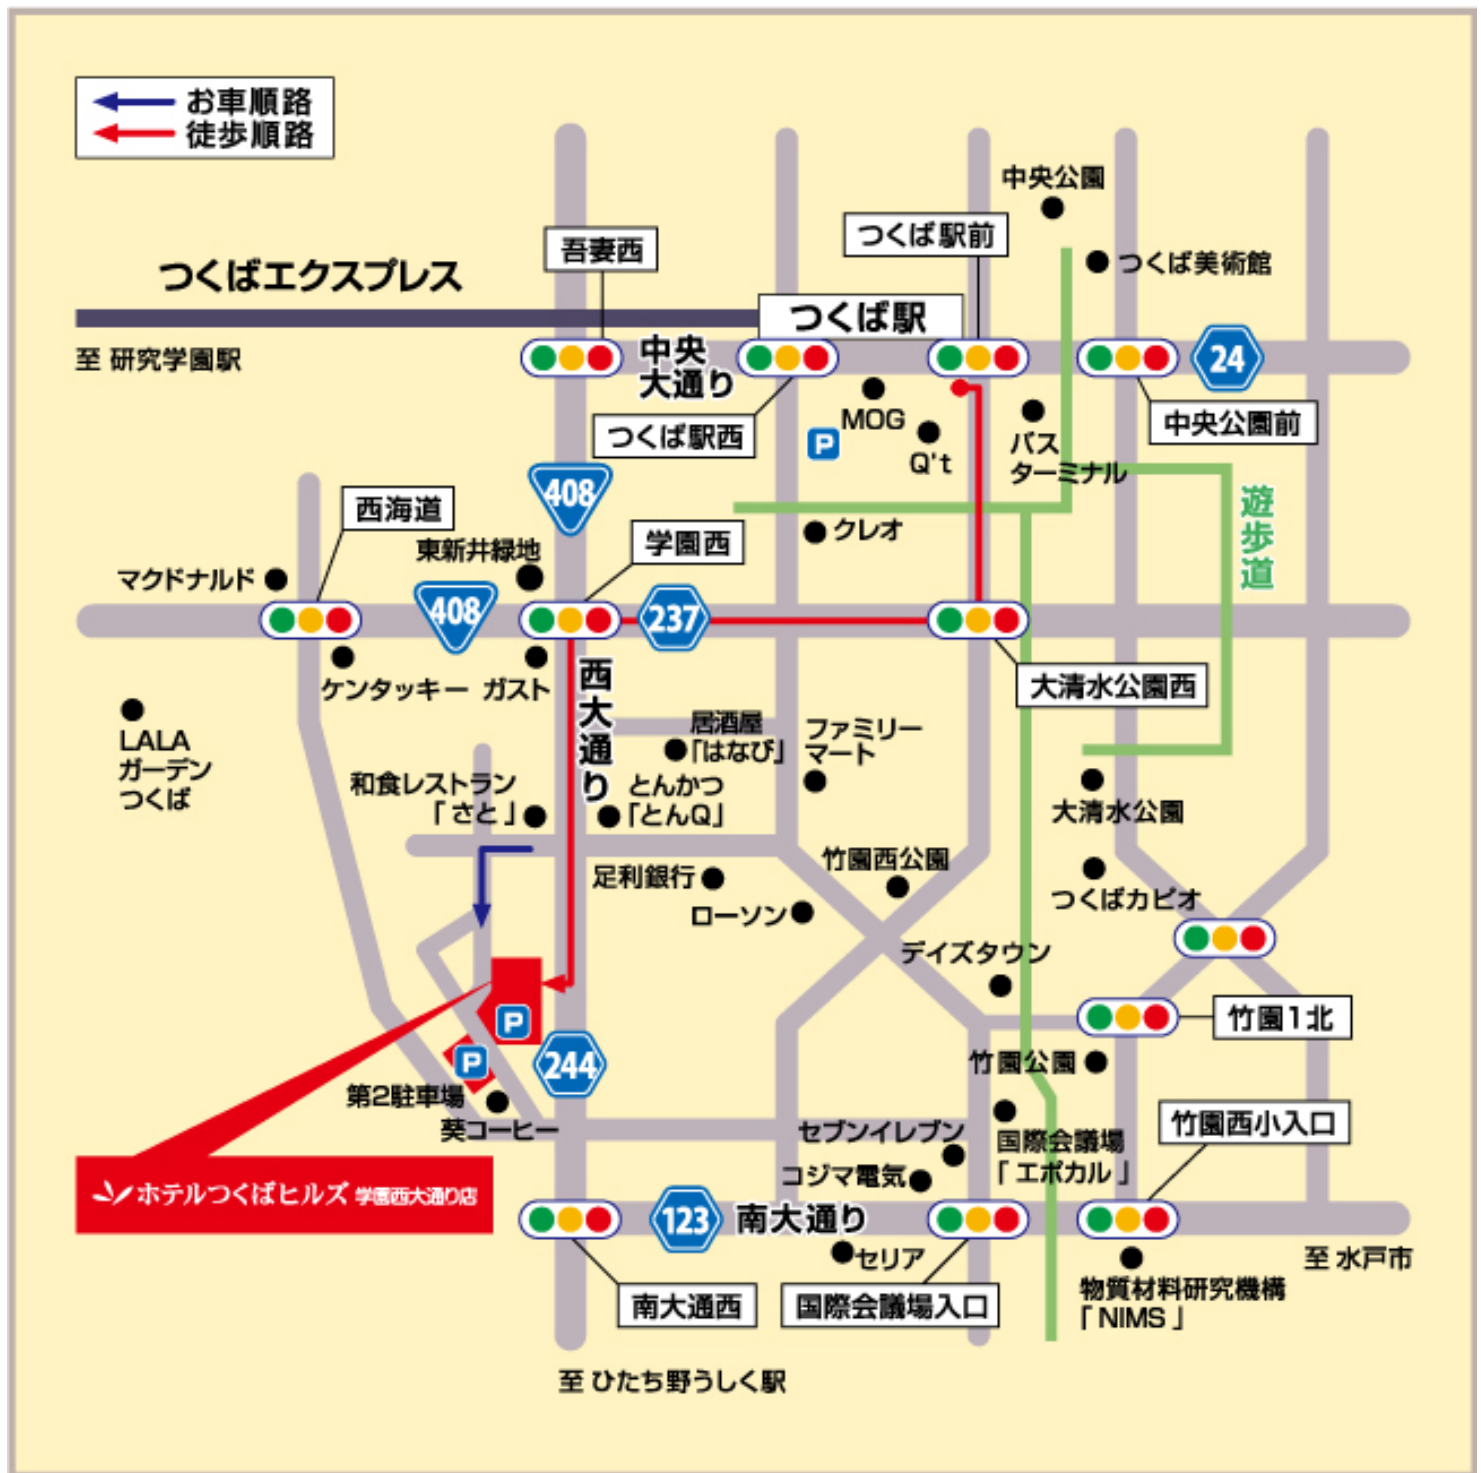 お車順路
徒歩順路
中央公園
つくば駅前
吾妻西
つくば美術館
つくばエクスプレス
つくば駅
至 研究学園駅
中央
大通り
24
つくば駅西
MOG
P
Q't
バス
ターミナル
中央公園前
408
西海道
学園西
クレオ
遊歩道
東新井緑地
マクドナルド
408
237
ケンタッキー
ガスト
西大通り
大清水公園西
LALA
ガーデン
つくば
居酒屋
「はなび」
ファミリー
マート
和食レストラン
「さと」
とんかつ
「とんQ」
大清水公園
足利銀行
竹園西公園
つくばカピオ
ローソン
デイズタウン
P
竹園1北
P
244
竹園公園
第2駐車場
葵コーヒー
セブンイレブン
国際会議場
「エポカル」
竹園西小入口
コジマ電気
ホテルつくばヒルズ 学園西大通り店
123
南大通り
セリア
至 水戸市
南大通西
国際会議場入口
物質材料研究機構
「NIMS」
至 ひたち野うしく駅